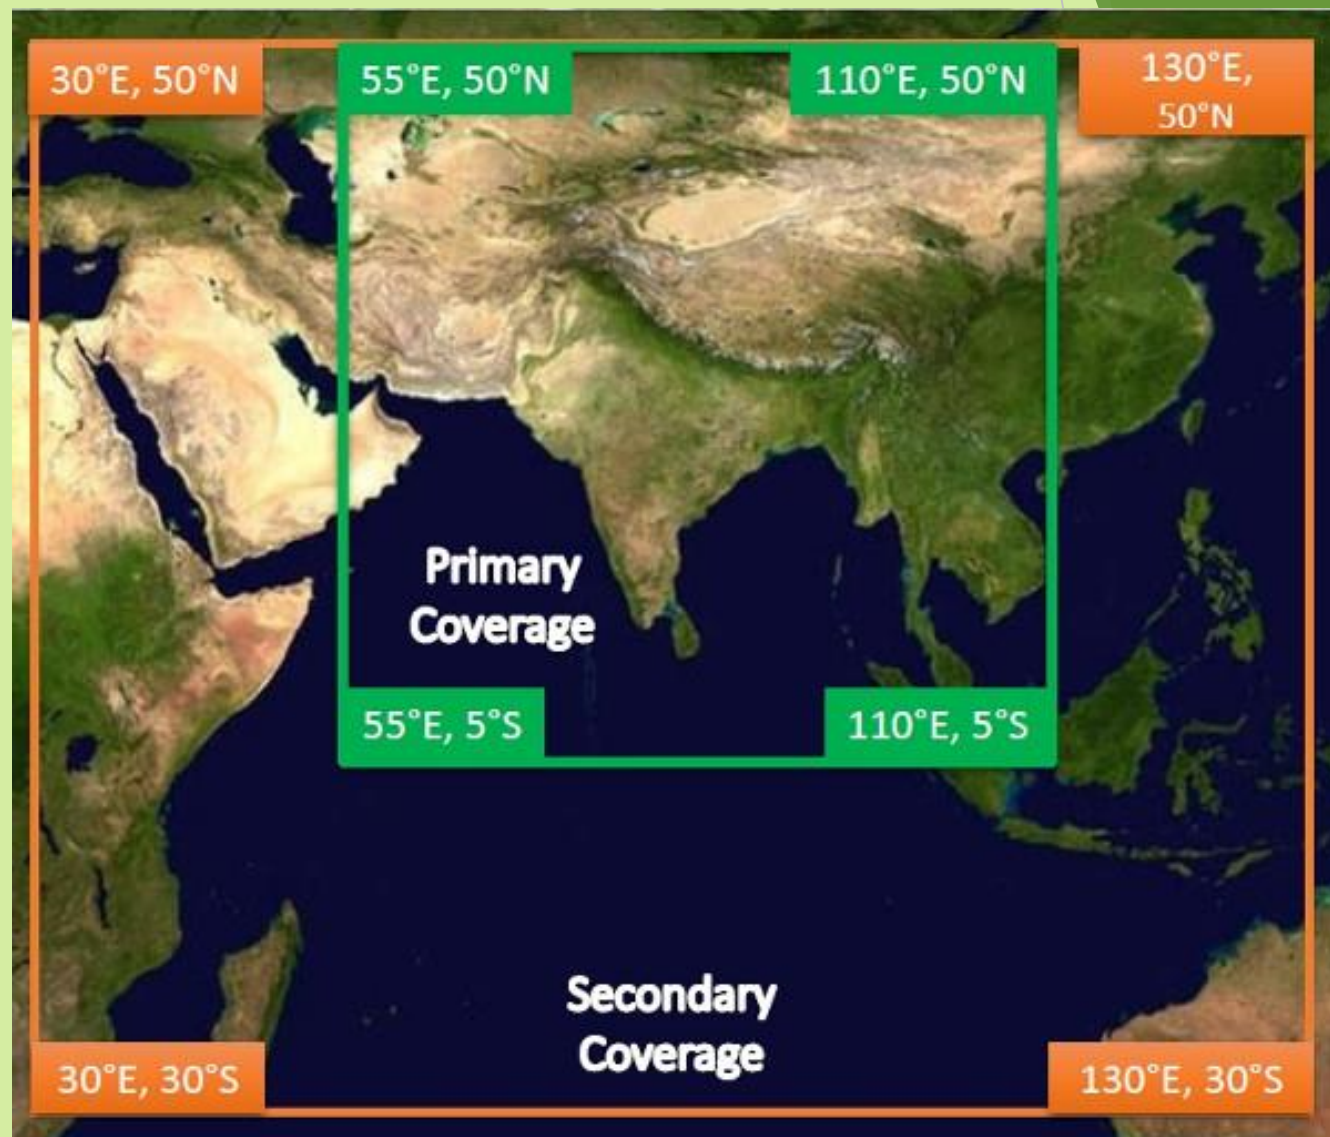 30°E, 50°N
55°E, 50°N
110°E, 50°N
130°E,
50°N
Primary
Coverage
55°E, 5°S
110°E, 5°S
Secondary
Coverage
30°E, 30°S
130°E, 30°S